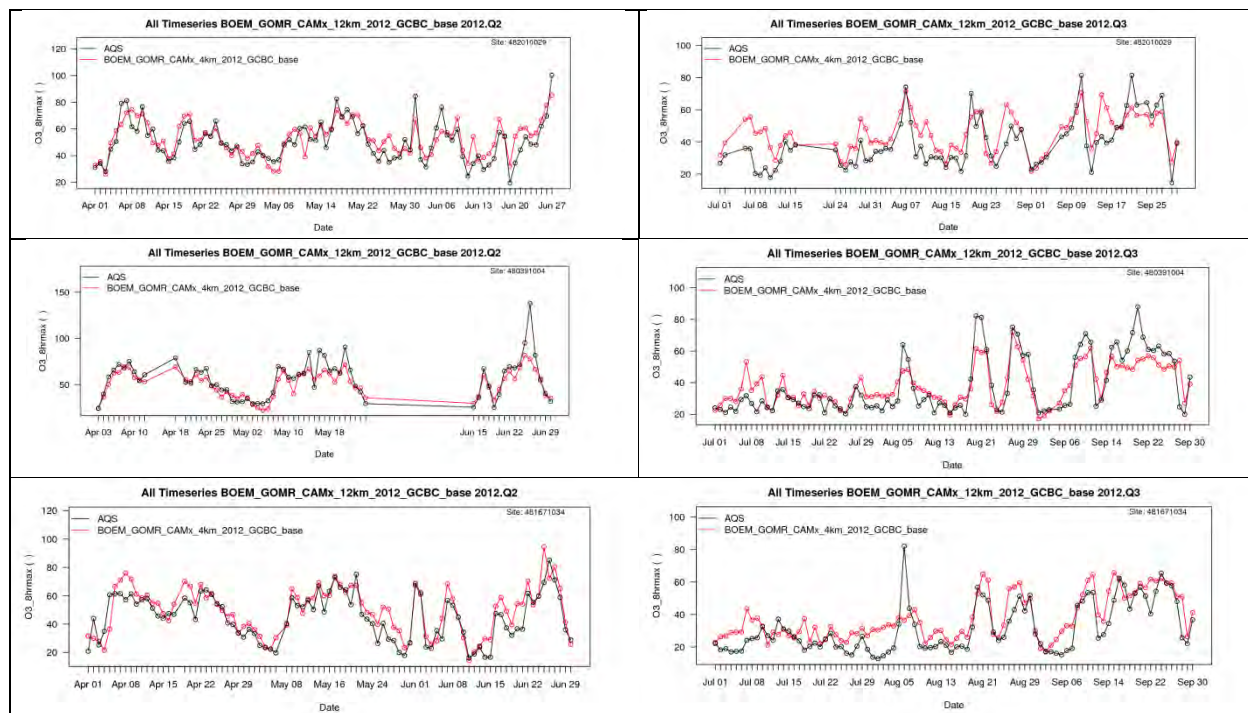 All Timeseries BOEM_GOMR_CAMx_12km_2012_GCBC_base 2012.Q2
Site: 482010029
AQS
BOEM_GOMR_CAMx_4km_2012_GCBC_base
O3_8hrmax ( )
120
100
80
60
40
20
Apr 01 Apr 08 Apr 15 Apr 22 Apr 29 May 06 May 14 May 22 May 30 Jun 06 Jun 13 Jun 20 Jun 27
Date
All Timeseries BOEM_GOMR_CAMx_12km_2012_GCBC_base 2012.Q3
Site: 482010029
AQS
BOEM_GOMR_CAMx_4km_2012_GCBC_base
O3_8hrmax ( )
100
80
60
40
20
Jul 01 Jul 08 Jul 15 Jul 24 Jul 31 Aug 07 Aug 15 Aug 23 Sep 01 Sep 09 Sep 17 Sep 25
Date
All Timeseries BOEM_GOMR_CAMx_12km_2012_GCBC_base 2012.Q2
Site: 480391004
AQS
BOEM_GOMR_CAMx_4km_2012_GCBC_base
O3_8hrmax ( )
150
100
50
Apr 03 Apr 10 Apr 18 Apr 25 May 02 May 10 May 18 Jun 15 Jun 22 Jun 29
Date
All Timeseries BOEM_GOMR_CAMx_12km_2012_GCBC_base 2012.Q3
Site: 480391004
AQS
BOEM_GOMR_CAMx_4km_2012_GCBC_base
O3_8hrmax ( )
100
80
60
40
20
Jul 01 Jul 08 Jul 15 Jul 22 Jul 29 Aug 05 Aug 13 Aug 21 Aug 29 Sep 06 Sep 14 Sep 22 Sep 30
Date
All Timeseries BOEM_GOMR_CAMx_12km_2012_GCBC_base 2012.Q2
Site: 481671034
AQS
BOEM_GOMR_CAMx_4km_2012_GCBC_base
O3_8hrmax ( )
120
100
80
60
40
20
Apr 01 Apr 08 Apr 15 Apr 22 Apr 29 May 08 May 16 May 24 Jun 01 Jun 08 Jun 15 Jun 22 Jun 29
Date
All Timeseries BOEM_GOMR_CAMx_12km_2012_GCBC_base 2012.Q3
Site: 481671034
AQS
BOEM_GOMR_CAMx_4km_2012_GCBC_base
O3_8hrmax ( )
100
80
60
40
20
Jul 01 Jul 08 Jul 15 Jul 22 Jul 29 Aug 05 Aug 13 Aug 21 Aug 29 Sep 06 Sep 14 Sep 22 Sep 30
Date